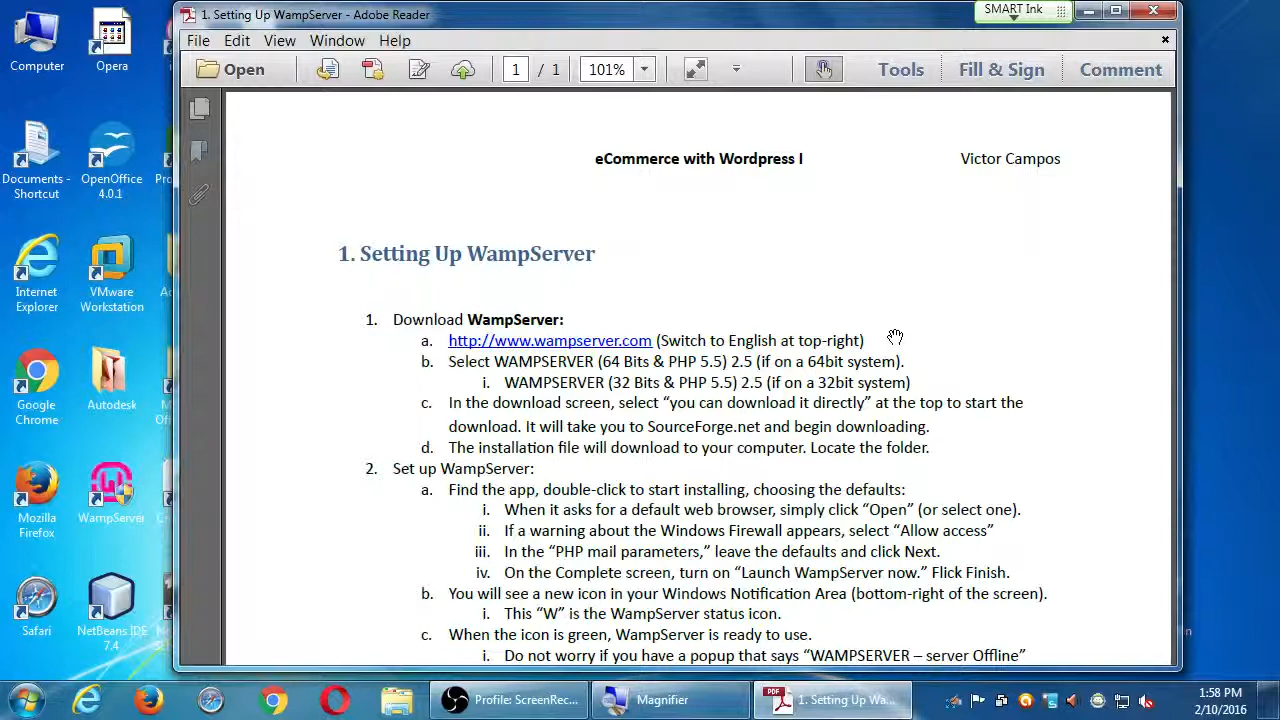 1. Setting Up WampServer - Adobe Reader
SMART Ink
File Edit View Window Help
Open 1 / 1 101% Tools Fill & Sign Comment
Computer
Opera
Documents - Shortcut
OpenOffice 4.0.1
Internet Explorer
VMware Workstation
Google Chrome
Autodesk
Mozilla Firefox
WampServer
Safari
NetBeans IDE 7.4
eCommerce with Wordpress I Victor Campos
1. Setting Up WampServer
1. Download WampServer:
a. http://www.wampserver.com (Switch to English at top-right)
b. Select WAMPSERVER (64 Bits & PHP 5.5) 2.5 (if on a 64bit system).
i. WAMPSERVER (32 Bits & PHP 5.5) 2.5 (if on a 32bit system)
c. In the download screen, select “you can download it directly” at the top to start the
download. It will take you to SourceForge.net and begin downloading.
d. The installation file will download to your computer. Locate the folder.
2. Set up WampServer:
a. Find the app, double-click to start installing, choosing the defaults:
i. When it asks for a default web browser, simply click “Open” (or select one).
ii. If a warning about the Windows Firewall appears, select “Allow access”
iii. In the “PHP mail parameters,” leave the defaults and click Next.
iv. On the Complete screen, turn on “Launch WampServer now.” Flick Finish.
b. You will see a new icon in your Windows Notification Area (bottom-right of the screen).
i. This “W” is the WampServer status icon.
c. When the icon is green, WampServer is ready to use.
i. Do not worry if you have a popup that says “WAMPSERVER – server Offline”
Profile: ScreenRec... Magnifier 1. Setting Up Wa...
1:58 PM
2/10/2016